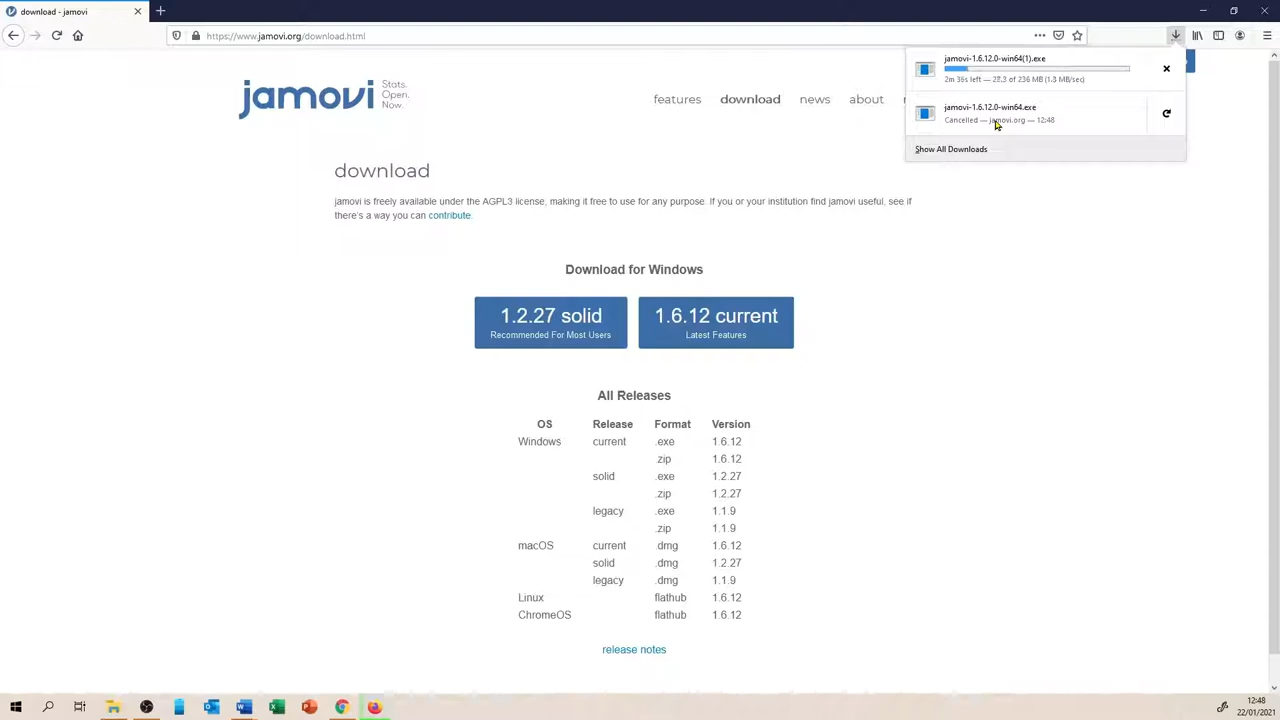 download - jamovi
https://www.jamovi.org/download.html
jamovi-1.6.12.0-win64(1).exe
2m 36s left — 28.3 of 236 MB (1.3 MB/sec)
jamovi-1.6.12.0-win64.exe
Cancelled — jamovi.org — 12:48
Show All Downloads
jamovi
Stats.
Open.
Now.
features
download
news
about
download
jamovi is freely available under the AGPL3 license, making it free to use for any purpose. If you or your institution find jamovi useful, see if
there's a way you can contribute.
Download for Windows
1.2.27 solid
Recommended For Most Users
1.6.12 current
Latest Features
All Releases
OS Release Format Version
Windows current .exe 1.6.12
.zip 1.6.12
solid .exe 1.2.27
.zip 1.2.27
legacy .exe 1.1.9
.zip 1.1.9
macOS current .dmg 1.6.12
solid .dmg 1.2.27
legacy .dmg 1.1.9
Linux flathub 1.6.12
ChromeOS flathub 1.6.12
release notes
12:48
22/01/2021